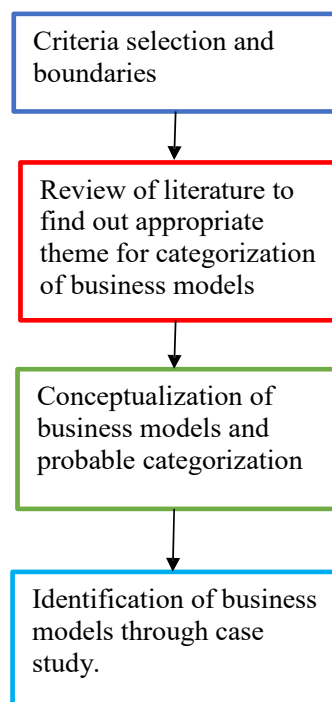 Criteria selection and
boundaries
Review of literature to
find out appropriate
theme for categorization
of business models
Conceptualization of
business models and
probable categorization
Identification of business
models through case
study.